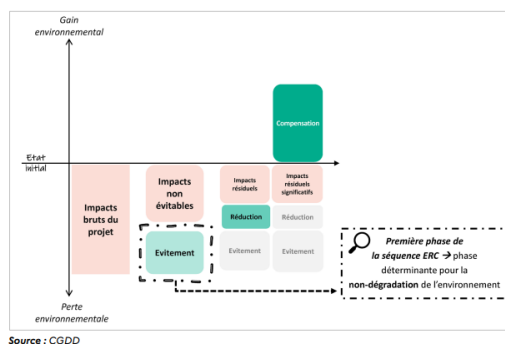 Gain
environnemental
Compensation
Etat
initial
Impacts
bruts du
projet
Impacts
non
évitables
Evitement
Impacts
résiduels
Réduction
Evitement
Impacts
résiduels
significatifs
Réduction
Evitement
Première phase de
la séquence ERC → phase
déterminante pour la
non-dégradation de l'environnement
Perte
environnementale
Source : CGDD